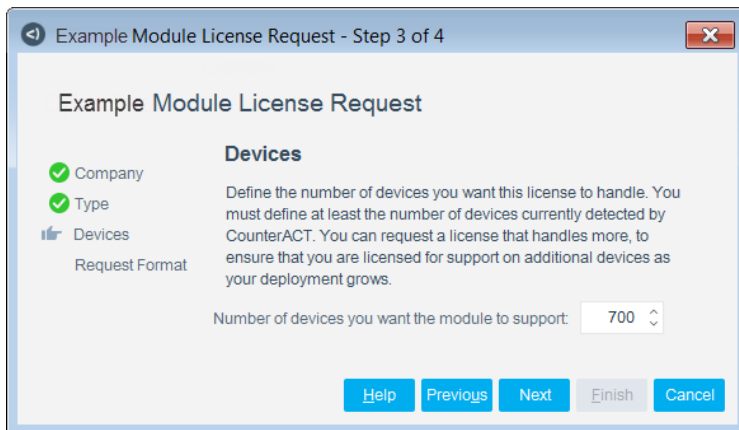 Example Module License Request - Step 3 of 4
Example Module License Request
Company
Type
Devices
Request Format
Devices
Define the number of devices you want this license to handle. You
must define at least the number of devices currently detected by
CounterACT. You can request a license that handles more, to
ensure that you are licensed for support on additional devices as
your deployment grows.
Number of devices you want the module to support: 700
Help Previous Next Finish Cancel